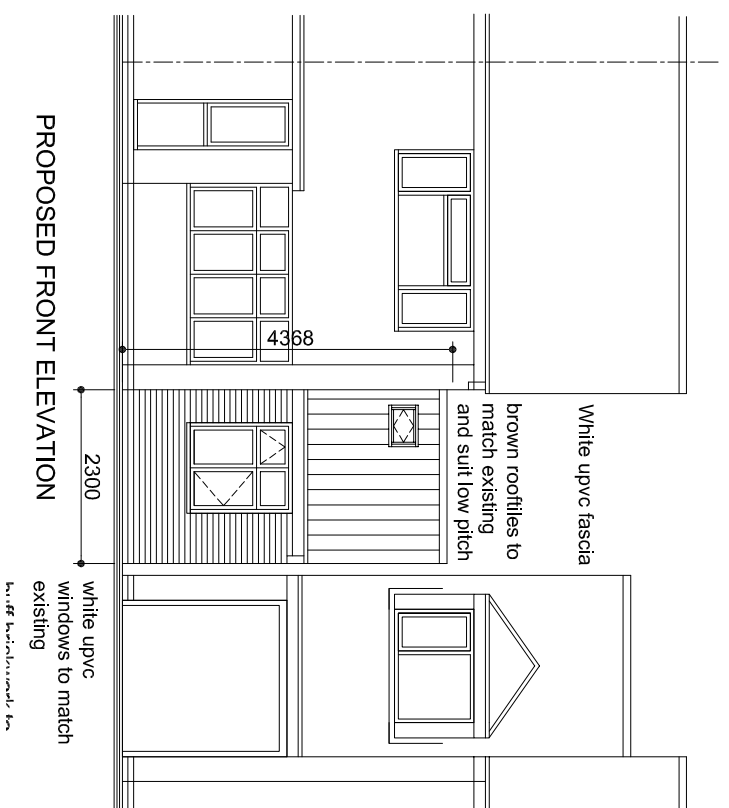 White upvc fascia
brown rooftiles to
match existing
and suit low pitch
4368
2300
white upvc
windows to match
existing
PROPOSED FRONT ELEVATION